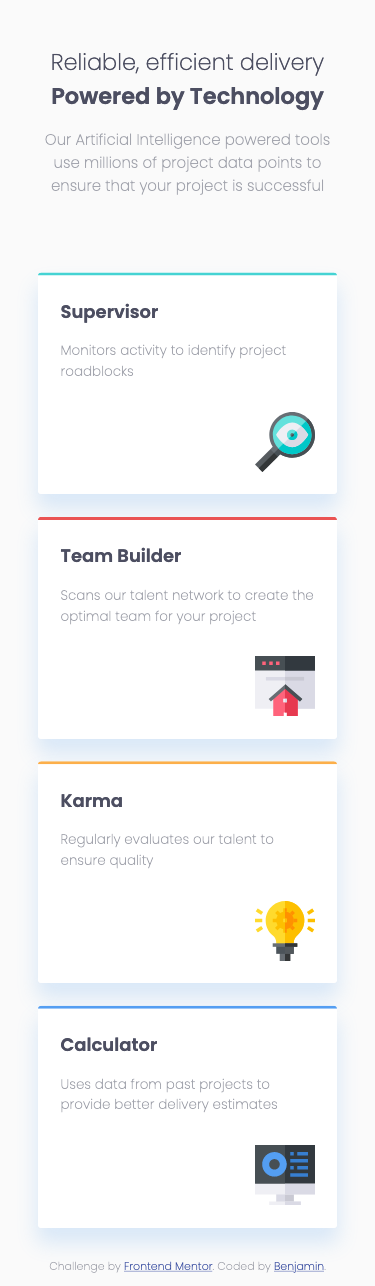 Reliable, efficient delivery
Powered by Technology
Our Artificial Intelligence powered tools
use millions of project data points to
ensure that your project is successful
Supervisor
Monitors activity to identify project
roadblocks
Team Builder
Scans our talent network to create the
optimal team for your project
Karma
Regularly evaluates our talent to
ensure quality
Calculator
Uses data from past projects to
provide better delivery estimates
Challenge by Frontend Mentor. Coded by Benjamin.